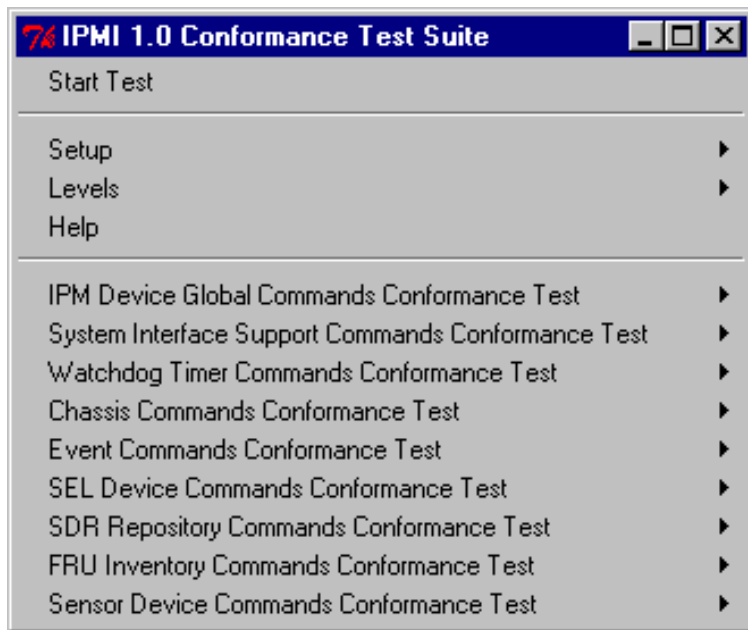 IPMI 1.0 Conformance Test Suite
Start Test
Setup
Levels
Help
IPM Device Global Commands Conformance Test
System Interface Support Commands Conformance Test
Watchdog Timer Commands Conformance Test
Chassis Commands Conformance Test
Event Commands Conformance Test
SEL Device Commands Conformance Test
SDR Repository Commands Conformance Test
FRU Inventory Commands Conformance Test
Sensor Device Commands Conformance Test